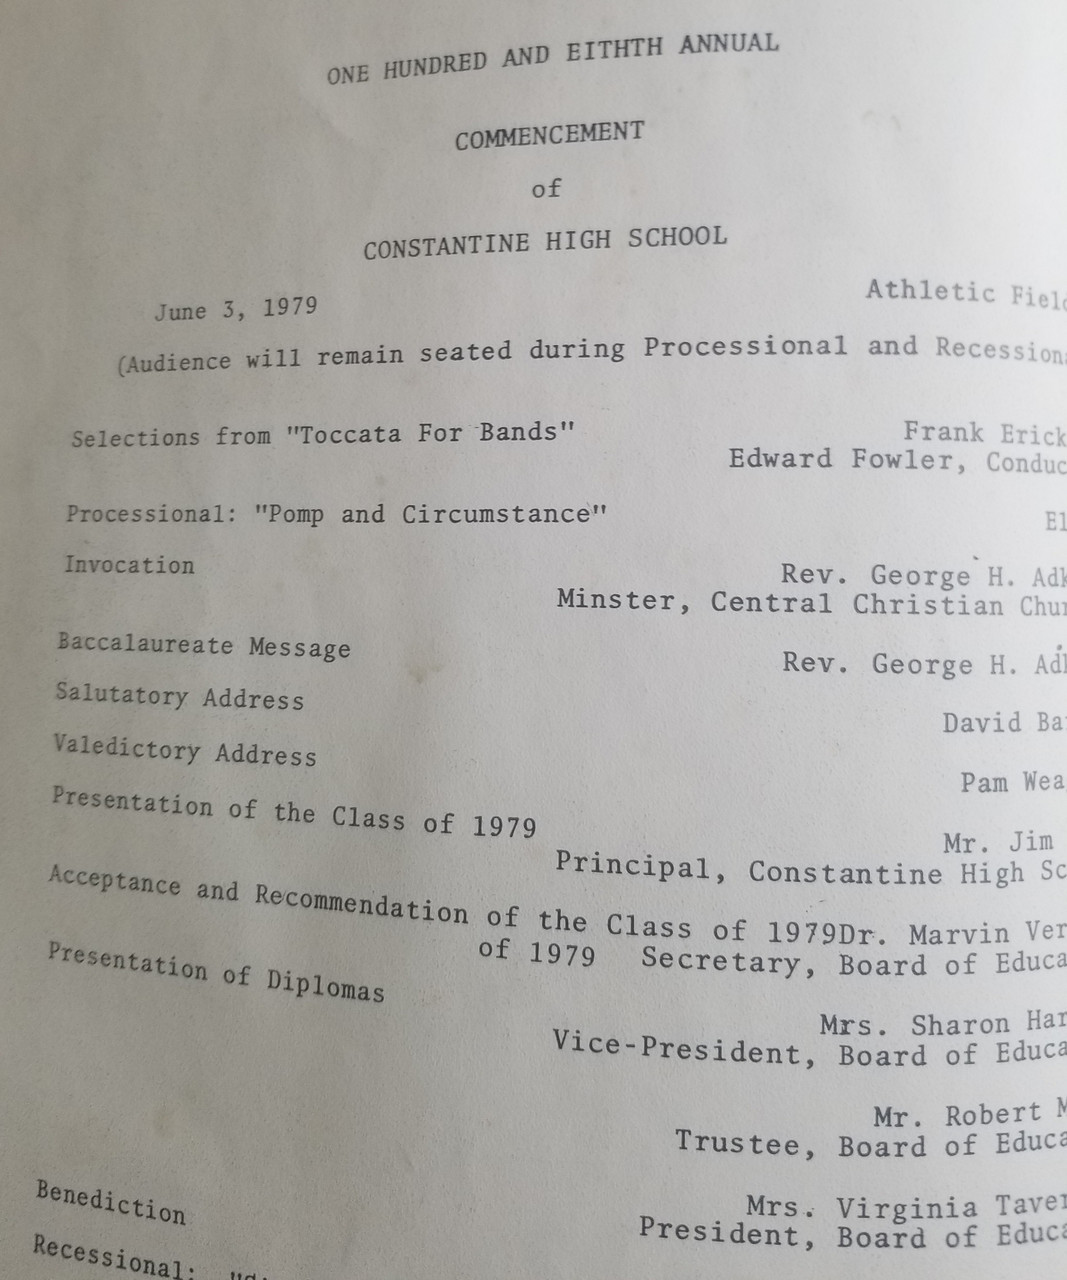 ONE HUNDRED AND EITHTH ANNUAL
COMMENCEMENT
of
CONSTANTINE HIGH SCHOOL
June 3, 1979 Athletic
(Audience will remain seated during Processional and
Selections from "Toccata For Bands" Frank
Edward Fowler,
Processional: "Pomp and Circumstance"
Invocation Rev. George H.
Minster, Central Christian
Baccalaureate Message Rev. George H.
Salutatory Address David
Valedictory Address Pam
Presentation of the Class of 1979 Mr. Jim
Principal, Constantine High
Acceptance and Recommendation of the Class of 1979Dr. Marvin
of 1979 Secretary, Board of
Presentation of Diplomas Mrs. Sharon
Vice-President, Board of
Mr. Robert
Trustee, Board of
Mrs. Virginia
President, Board of
Benediction
Recessional: